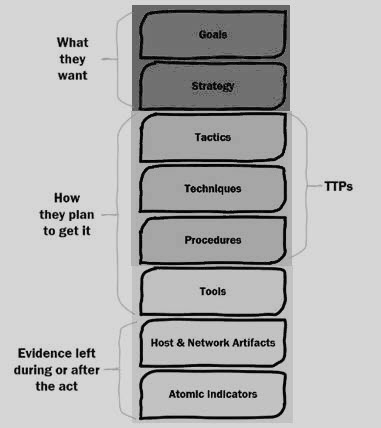 What
they
want
Goals
Strategy
How
they plan
to get it
Tactics
Techniques
Procedures
Tools
TTPs
Evidence left
during or after
the act
Host & Network Artifacts
Atomic Indicators